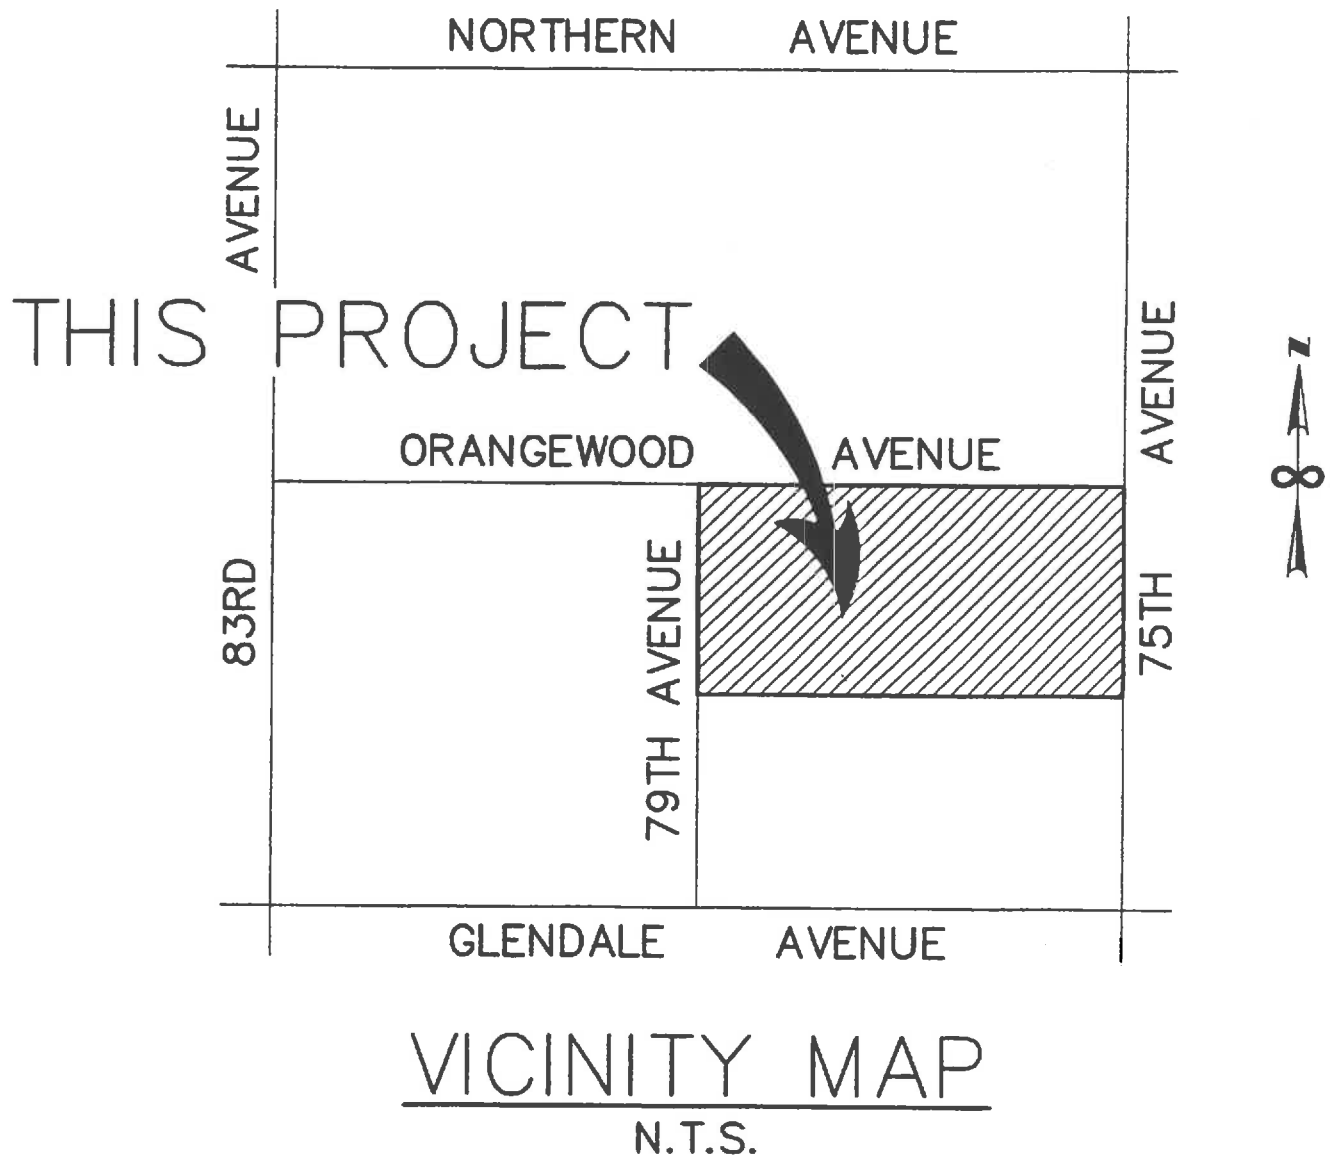 NORTHERN AVENUE
AVENUE
THIS PROJECT
AVENUE
N
ORANGEWOOD AVENUE
83RD
79TH AVENUE
75TH
GLENDALE AVENUE
VICINITY MAP
N.T.S.